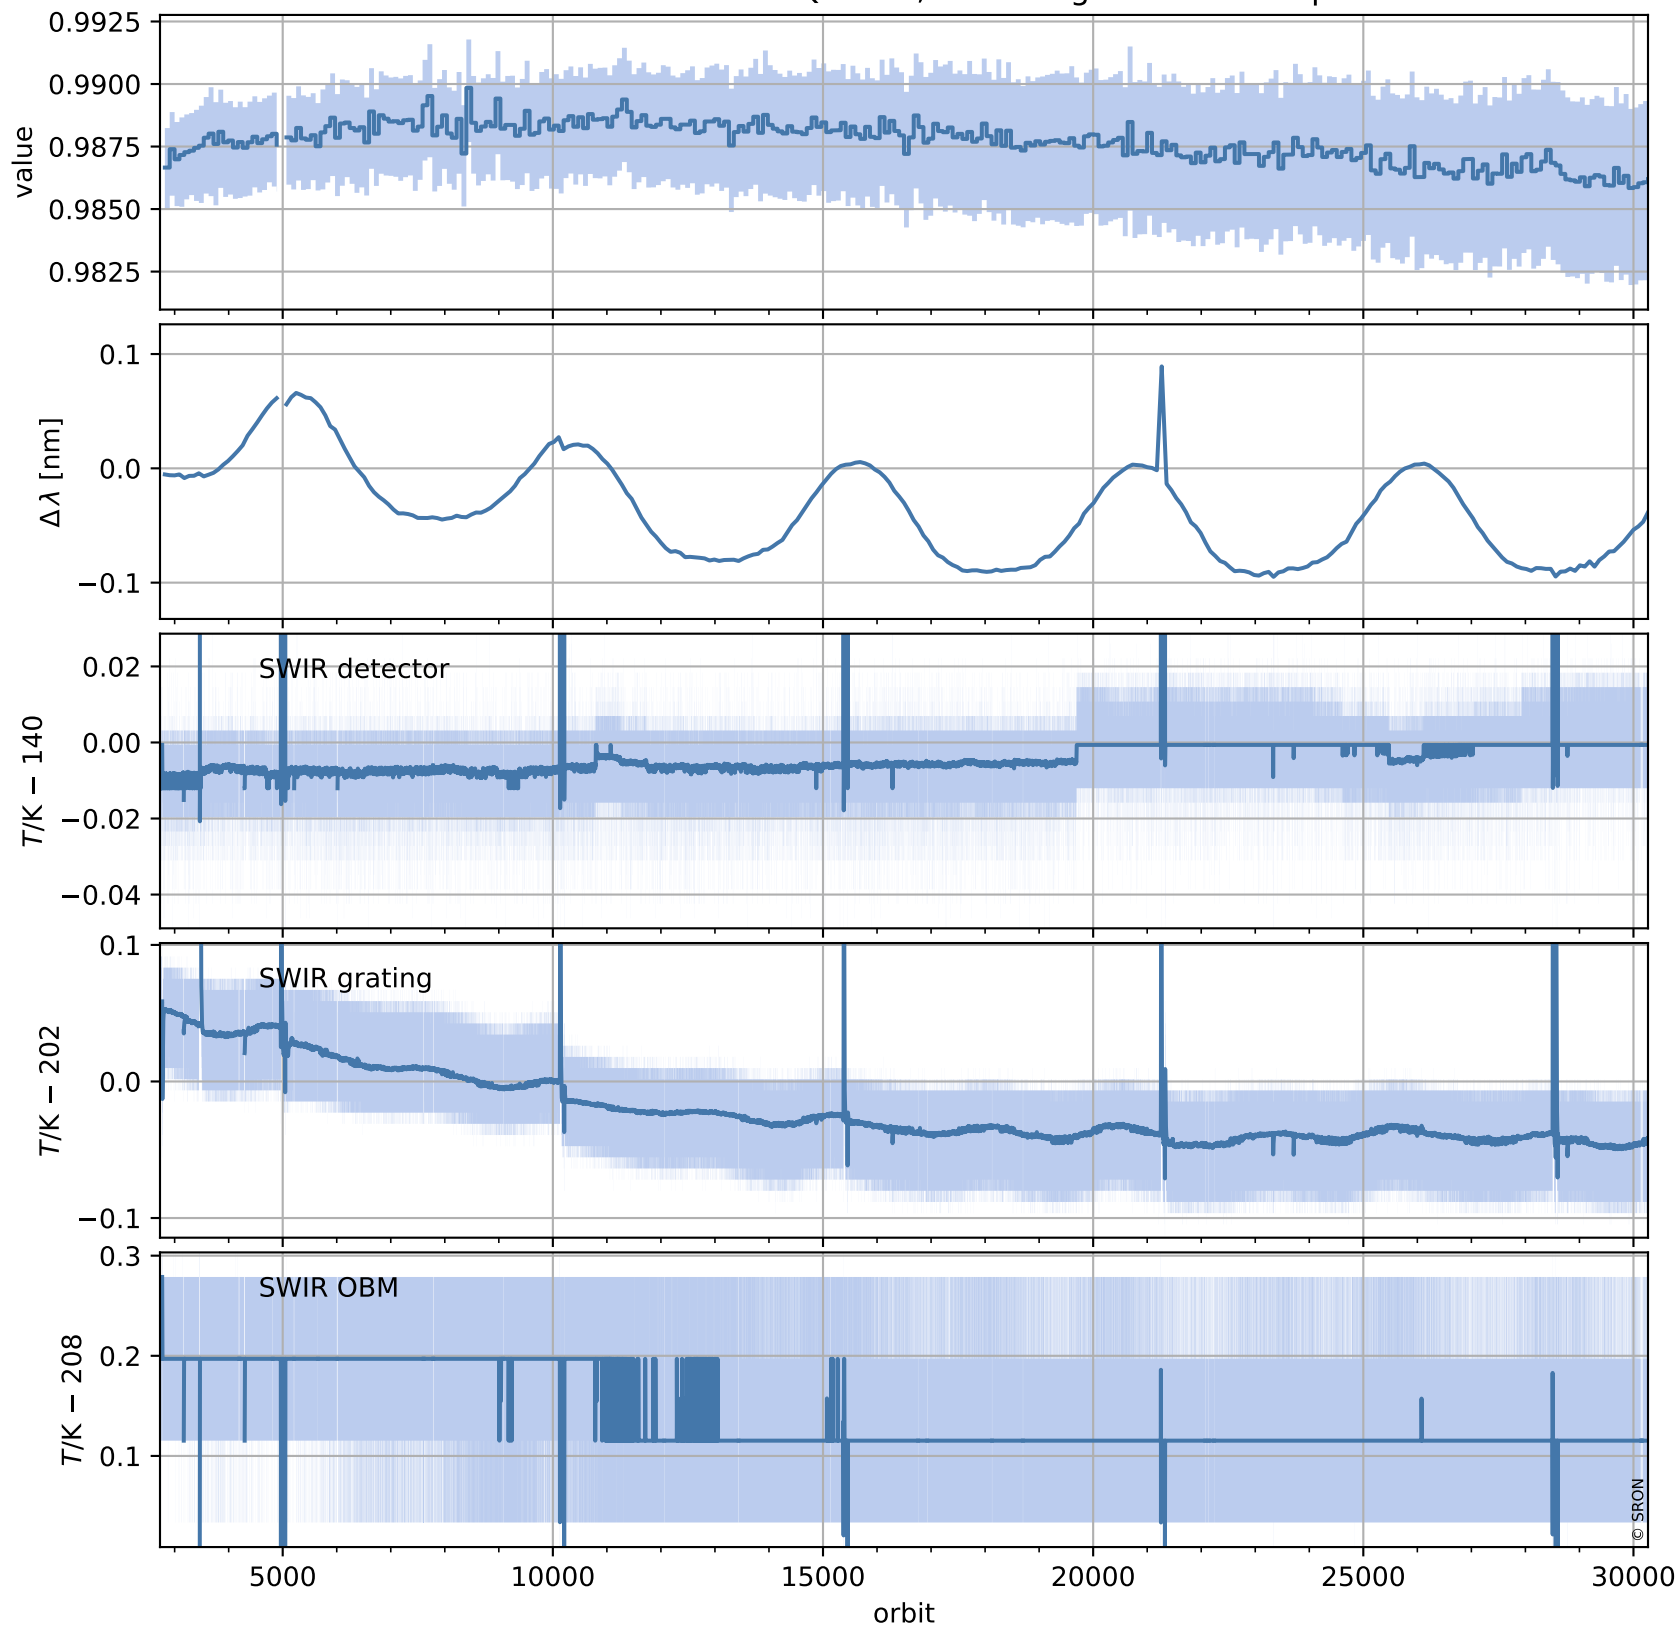 0.9925
0.9900
0.9875
0.9850
0.9825
value
0.1
0.0
−0.1
Δλ [nm]
SWIR detector
0.02
0.00
−0.02
−0.04
T/K − 140
SWIR grating
0.1
0.0
−0.1
T/K − 202
SWIR OBM
0.3
0.2
0.1
T/K − 208
© SRON
5000 10000 15000 20000 25000 30000
orbit